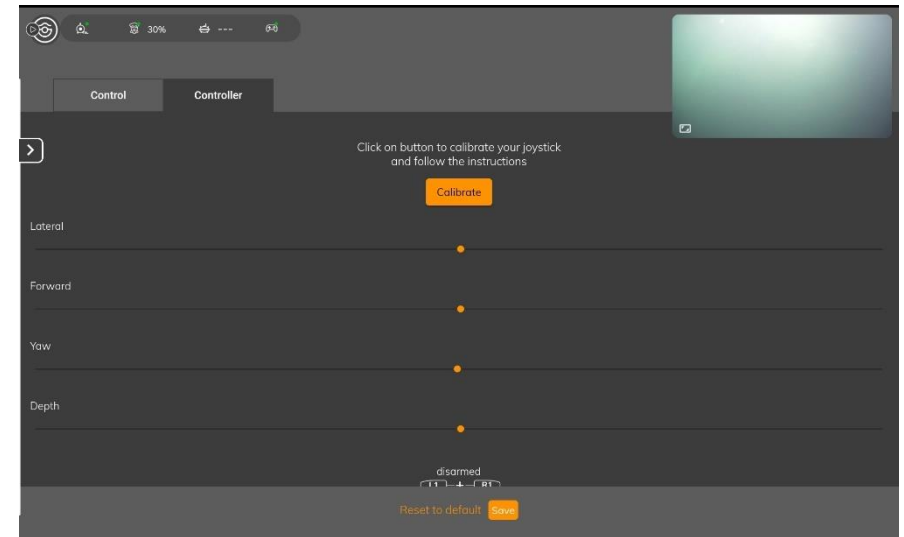 30%
---
Control
Controller
Click on button to calibrate your joystick
and follow the instructions
Calibrate
Lateral
Forward
Yaw
Depth
disarmed
L1 + R1
Reset to default
Save